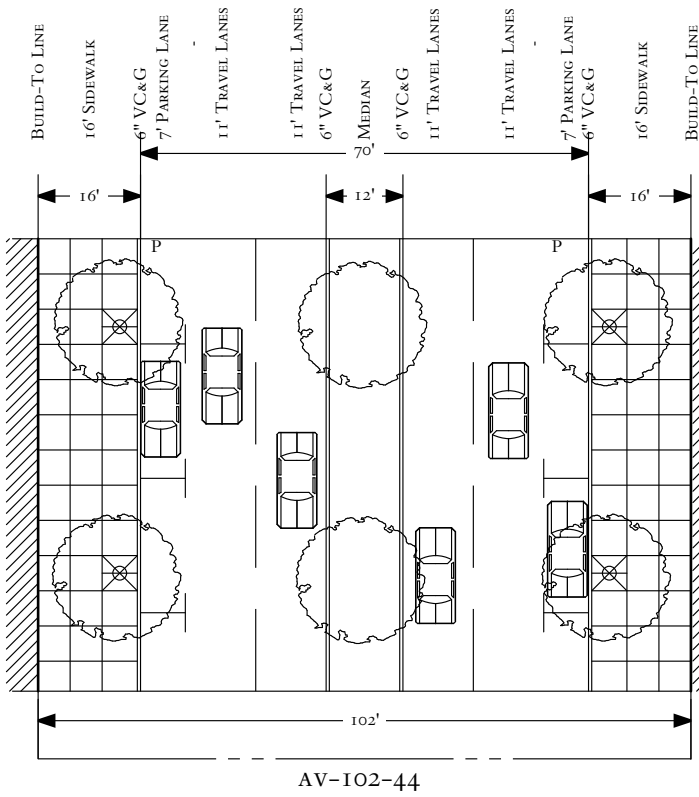 Build-To Line
16' Sidewalk
6" VC&G
7' Parking Lane
-
11' Travel Lanes
11' Travel Lanes
6" VC&G
Median
6" VC&G
11' Travel Lanes
11' Travel Lanes
-
7' Parking Lane
6" VC&G
16' Sidewalk
Build-To Line
70'
16'
12'
16'
P
P
102'
AV-102-44